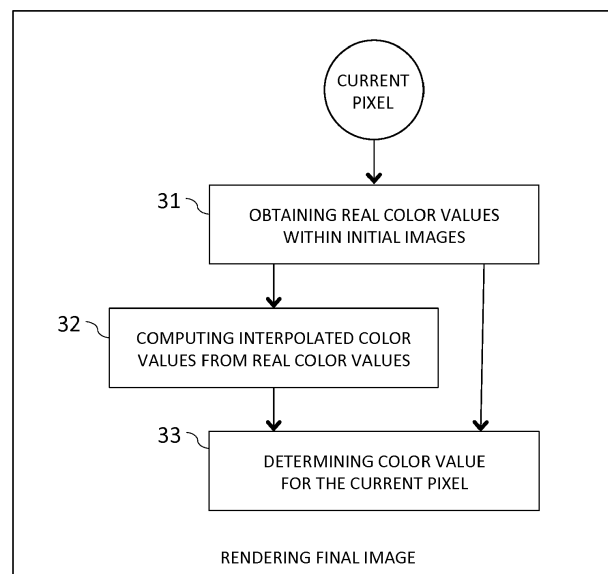 CURRENT
PIXEL
31
OBTAINING REAL COLOR VALUES
WITHIN INITIAL IMAGES
32
COMPUTING INTERPOLATED COLOR
VALUES FROM REAL COLOR VALUES
33
DETERMINING COLOR VALUE
FOR THE CURRENT PIXEL
RENDERING FINAL IMAGE